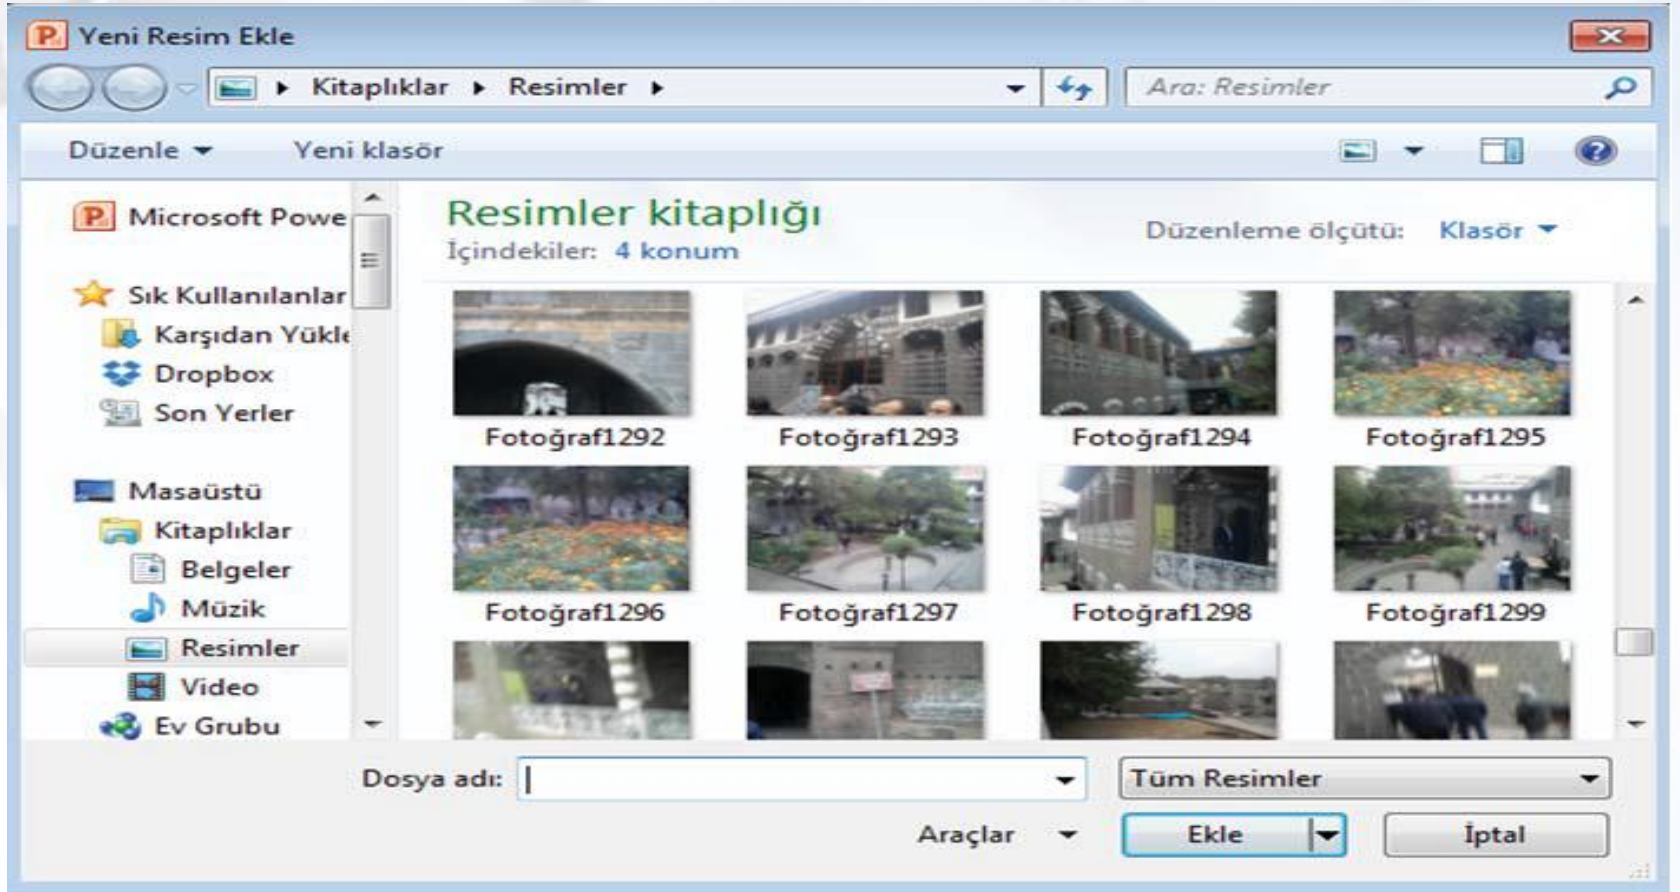 Yeni Resim Ekle
Kitaplıklar Resimler
Ara: Resimler
Düzenle Yeni klasör
Microsoft Powe
Sık Kullanılanlar
Karşıdan Yükle
Dropbox
Son Yerler
Masaüstü
Kitaplıklar
Belgeler
Müzik
Resimler
Video
Ev Grubu
Resimler kitaplığı
İçindekiler: 4 konum
Düzenleme ölçütü: Klasör
Fotoğraf1292 Fotoğraf1293 Fotoğraf1294 Fotoğraf1295
Fotoğraf1296 Fotoğraf1297 Fotoğraf1298 Fotoğraf1299
Dosya adı:
Tüm Resimler
Araçlar Ekle İptal